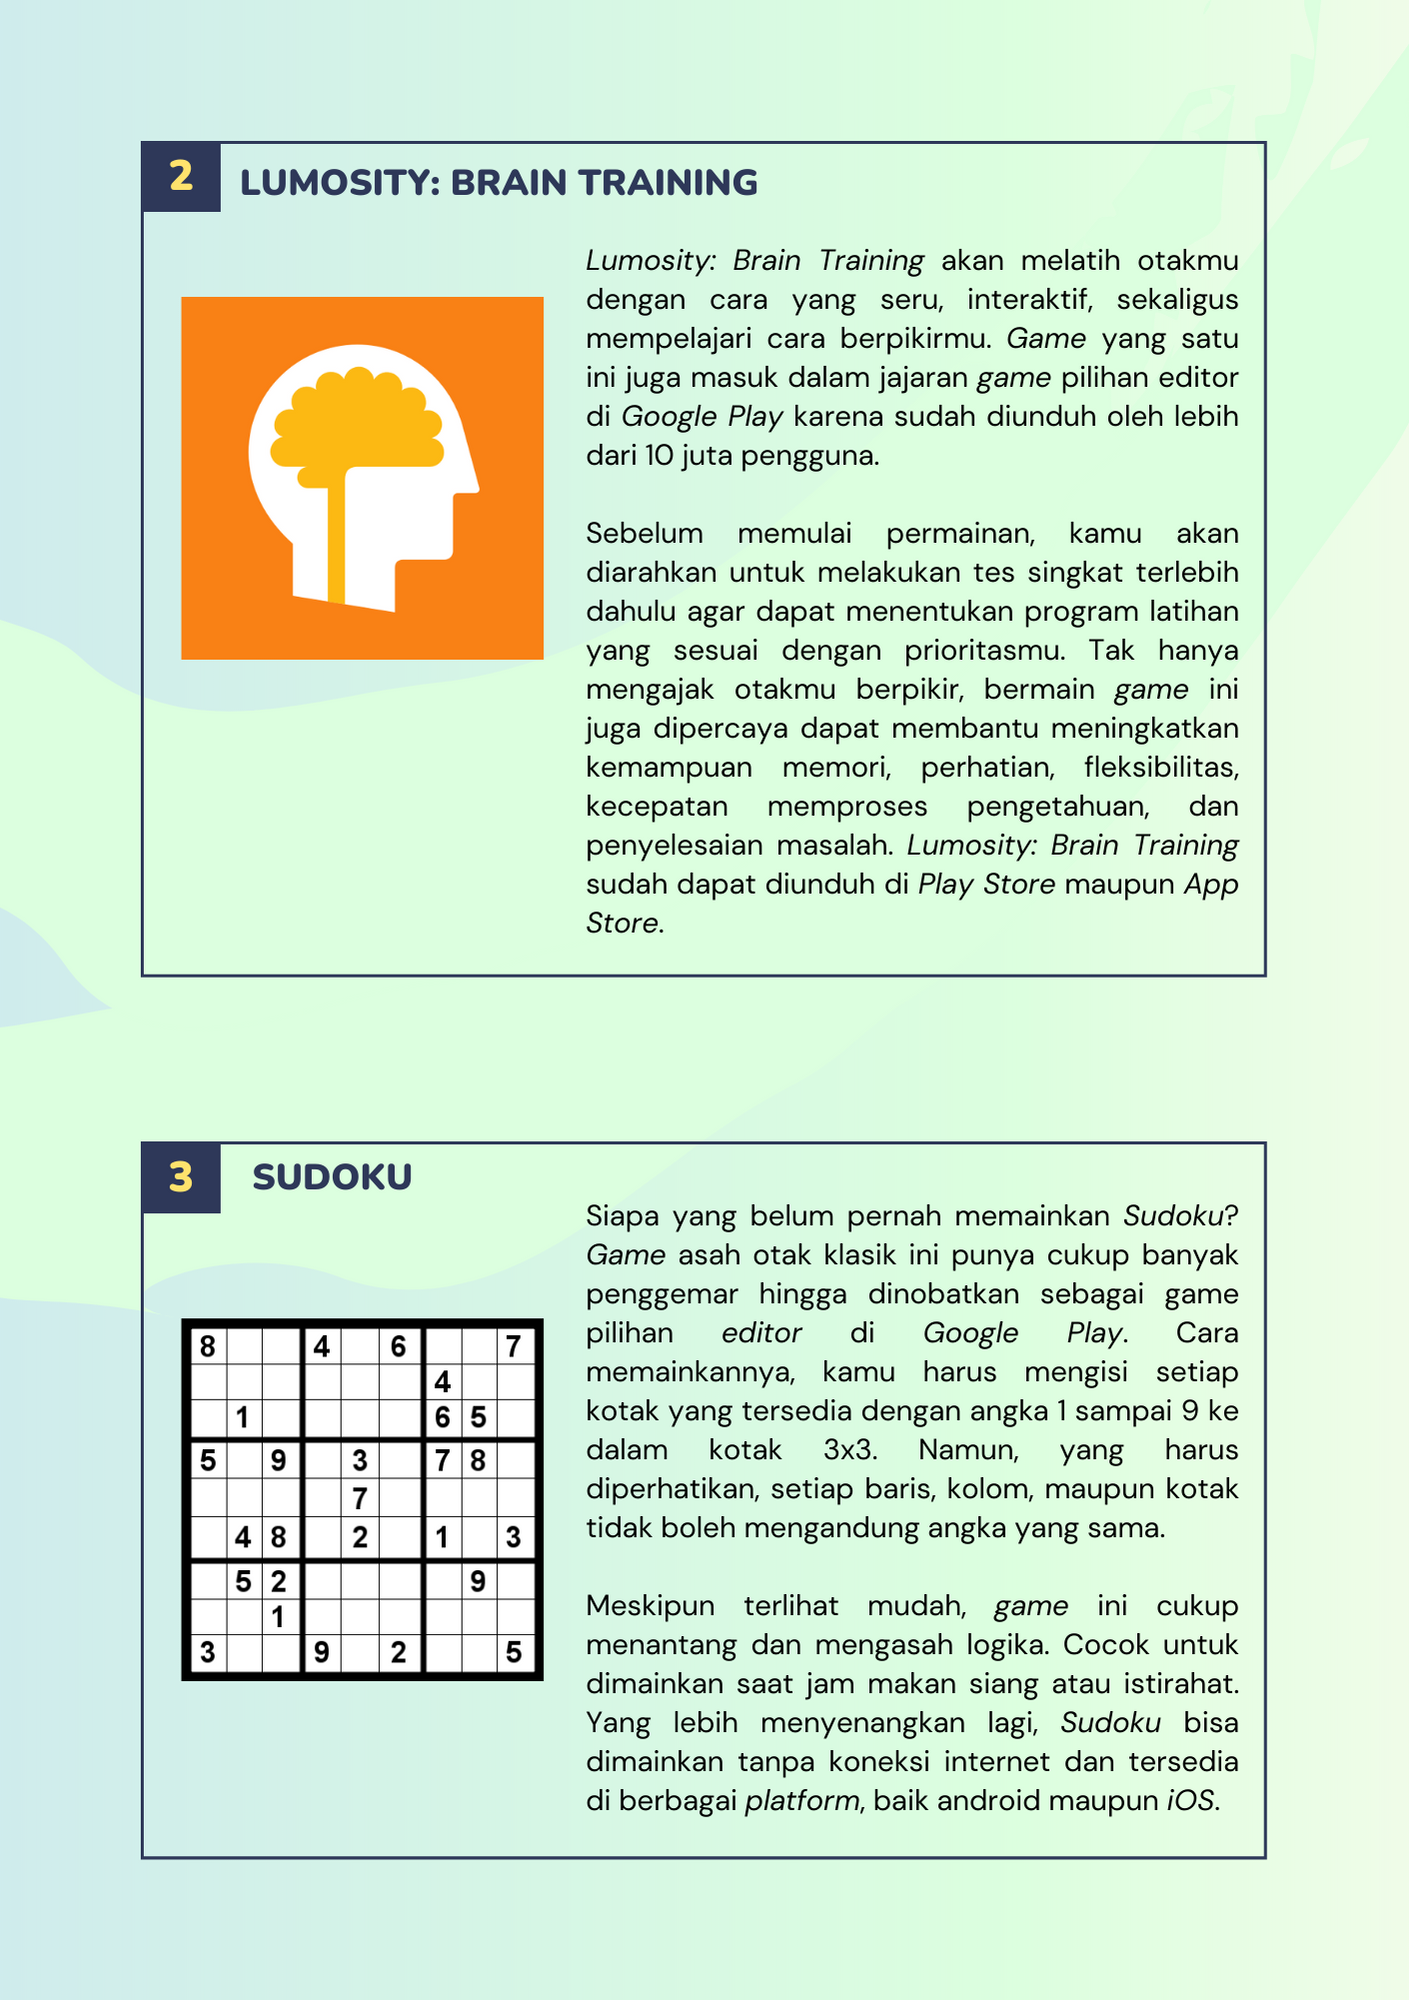 2
LUMOSITY: BRAIN TRAINING
Lumosity: Brain Training akan melatih otakmu
dengan cara yang seru, interaktif, sekaligus
mempelajari cara berpikirmu. Game yang satu
ini juga masuk dalam jajaran game pilihan editor
di Google Play karena sudah diunduh oleh lebih
dari 10 juta pengguna.
Sebelum memulai permainan, kamu akan
diarahkan untuk melakukan tes singkat terlebih
dahulu agar dapat menentukan program latihan
yang sesuai dengan prioritasmu. Tak hanya
mengajak otakmu berpikir, bermain game ini
juga dipercaya dapat membantu meningkatkan
kemampuan memori, perhatian, fleksibilitas,
kecepatan memproses pengetahuan, dan
penyelesaian masalah. Lumosity: Brain Training
sudah dapat diunduh di Play Store maupun App
Store.
3
SUDOKU
8 4 6 7
4
1 6 5
5 9 3 7 8
7
4 8 2 1 3
5 2 9
1
3 9 2 5
Siapa yang belum pernah memainkan Sudoku?
Game asah otak klasik ini punya cukup banyak
penggemar hingga dinobatkan sebagai game
pilihan editor di Google Play. Cara
memainkannya, kamu harus mengisi setiap
kotak yang tersedia dengan angka 1 sampai 9 ke
dalam kotak 3x3. Namun, yang harus
diperhatikan, setiap baris, kolom, maupun kotak
tidak boleh mengandung angka yang sama.
Meskipun terlihat mudah, game ini cukup
menantang dan mengasah logika. Cocok untuk
dimainkan saat jam makan siang atau istirahat.
Yang lebih menyenangkan lagi, Sudoku bisa
dimainkan tanpa koneksi internet dan tersedia
di berbagai platform, baik android maupun iOS.